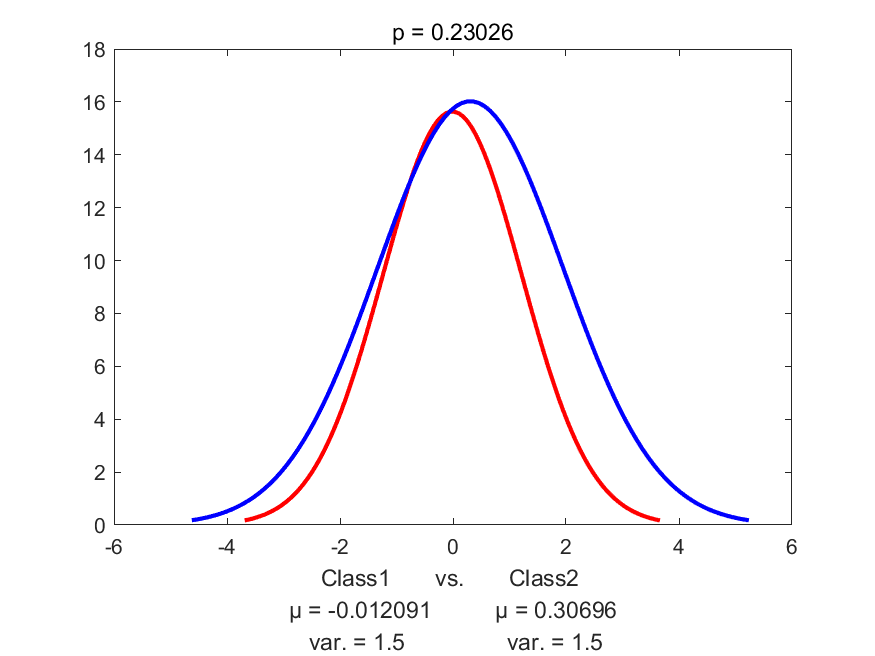 p = 0.23026
18
16
14
12
10
8
6
4
2
0
-6 -4 -2 0 2 4 6
Class1 vs. Class2
μ = -0.012091 μ = 0.30696
var. = 1.5 var. = 1.5